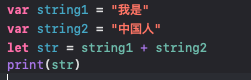 var string1 = "我是"
var string2 = "中国人"
let str = string1 + string2
print(str)